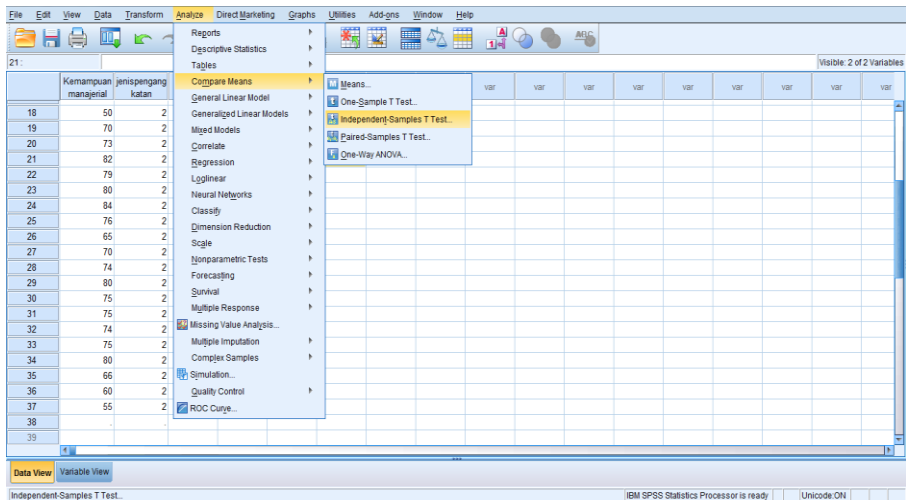 File Edit View Data Transform Analyze Direct Marketing Graphs Utilities Add-ons Window Help
21 :
Visible: 2 of 2 Variables
Kemampuan manajerial
jenispengang katan
var var var var var var var
18 50 2
19 70 2
20 73 2
21 82 2
22 79 2
23 80 2
24 84 2
25 76 2
26 65 2
27 70 2
28 74 2
29 80 2
30 75 2
31 75 2
32 74 2
33 75 2
34 80 2
35 66 2
36 60 2
37 55 2
38 . .
39
Reports
Descriptive Statistics
Tables
Compare Means
General Linear Model
Generalized Linear Models
Mixed Models
Correlate
Regression
Loglinear
Neural Networks
Classify
Dimension Reduction
Scale
Nonparametric Tests
Forecasting
Survival
Multiple Response
Missing Value Analysis...
Multiple Imputation
Complex Samples
Simulation...
Quality Control
ROC Curve...
Means...
One-Sample T Test...
Independent-Samples T Test...
Paired-Samples T Test...
One-Way ANOVA...
Data View Variable View
Independent-Samples T Test...
IBM SPSS Statistics Processor is ready
Unicode:ON